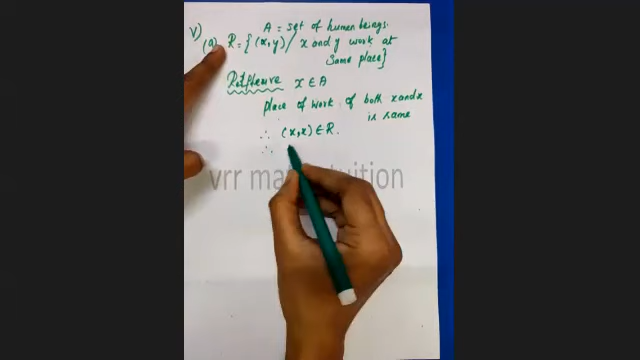 V)
A = set of human beings.
(a) R = { (x, y) / x and y work at
same place}
Reflexive x ∈ A
place of work of both x and x
is same
∴ (x, x) ∈ R.
∴
vrr ma tuition